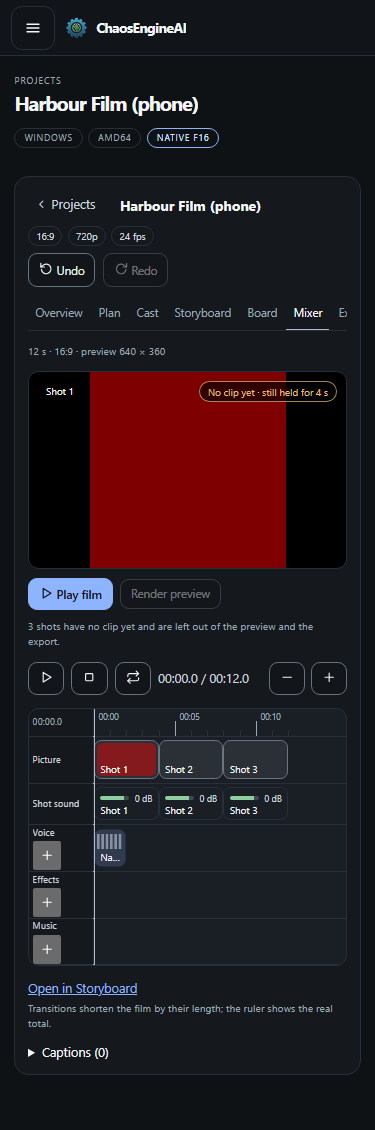 ChaosEngineAI
PROJECTS
Harbour Film (phone)
WINDOWS AMD64 NATIVE F16
Projects Harbour Film (phone)
16:9 720p 24 fps
Undo Redo
Overview Plan Cast Storyboard Board Mixer Ex
12 s · 16:9 · preview 640 × 360
Shot 1 No clip yet · still held for 4 s
Play film Render preview
3 shots have no clip yet and are left out of the preview and the
export.
00:00.0 / 00:12.0
00:00.0 00:00 00:05 00:10
Picture Shot 1 Shot 2 Shot 3
Shot sound 0 dB 0 dB 0 dB
Shot 1 Shot 2 Shot 3
Voice
Na...
Effects
Music
Open in Storyboard
Transitions shorten the film by their length; the ruler shows the real
total.
Captions (0)